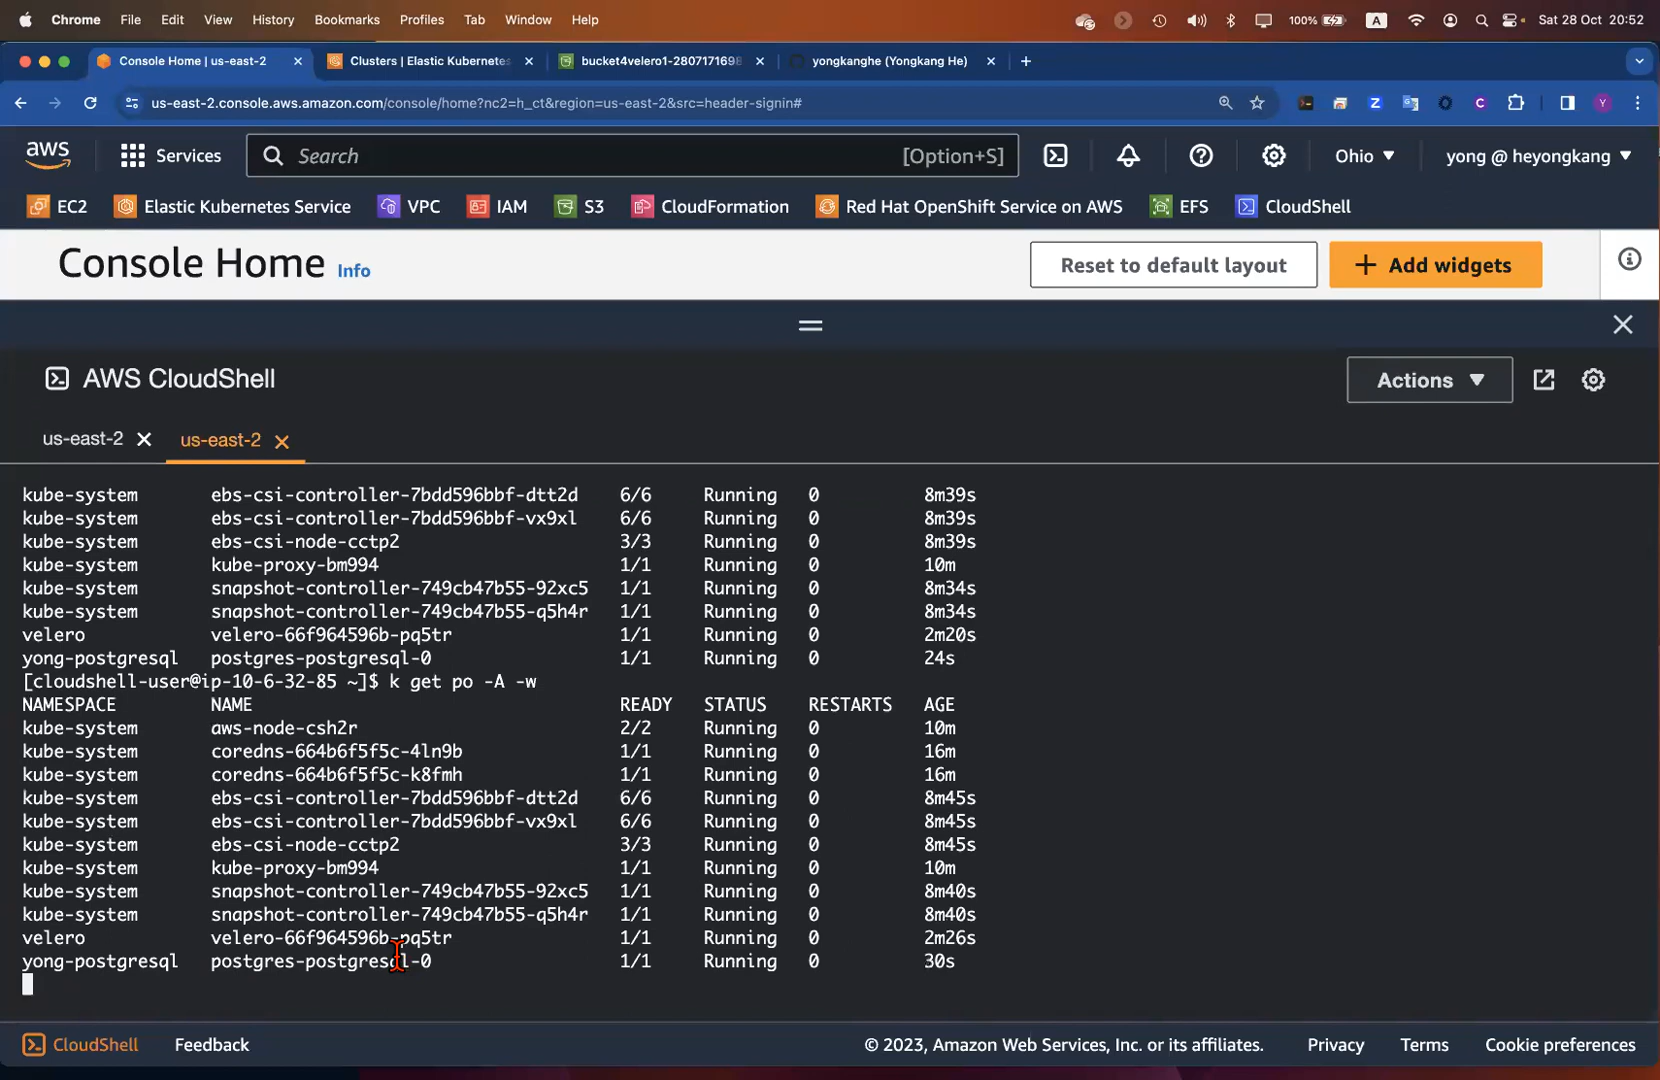 Chrome File Edit View History Bookmarks Profiles Tab Window Help 100% A Sat 28 Oct 20:52
Console Home | us-east-2 Clusters | Elastic Kubernetes bucket4velero1-2807171698 yongkanghe (Yongkang He)
us-east-2.console.aws.amazon.com/console/home?nc2=h_ct&region=us-east-2&src=header-signin#
aws Services Search [Option+S] Ohio yong @ heyongkang
EC2 Elastic Kubernetes Service VPC IAM S3 CloudFormation Red Hat OpenShift Service on AWS EFS CloudShell
Console Home Info Reset to default layout + Add widgets
AWS CloudShell Actions
us-east-2 us-east-2
kube-system ebs-csi-controller-7bdd596bbf-dtt2d 6/6 Running 0 8m39s
kube-system ebs-csi-controller-7bdd596bbf-vx9xl 6/6 Running 0 8m39s
kube-system ebs-csi-node-cctp2 3/3 Running 0 8m39s
kube-system kube-proxy-bm994 1/1 Running 0 10m
kube-system snapshot-controller-749cb47b55-92xc5 1/1 Running 0 8m34s
kube-system snapshot-controller-749cb47b55-q5h4r 1/1 Running 0 8m34s
velero velero-66f964596b-pq5tr 1/1 Running 0 2m20s
yong-postgresql postgres-postgresql-0 1/1 Running 0 24s
[cloudshell-user@ip-10-6-32-85 ~]$ k get po -A -w
NAMESPACE NAME READY STATUS RESTARTS AGE
kube-system aws-node-csh2r 2/2 Running 0 10m
kube-system coredns-664b6f5f5c-4ln9b 1/1 Running 0 16m
kube-system coredns-664b6f5f5c-k8fmh 1/1 Running 0 16m
kube-system ebs-csi-controller-7bdd596bbf-dtt2d 6/6 Running 0 8m45s
kube-system ebs-csi-controller-7bdd596bbf-vx9xl 6/6 Running 0 8m45s
kube-system ebs-csi-node-cctp2 3/3 Running 0 8m45s
kube-system kube-proxy-bm994 1/1 Running 0 10m
kube-system snapshot-controller-749cb47b55-92xc5 1/1 Running 0 8m40s
kube-system snapshot-controller-749cb47b55-q5h4r 1/1 Running 0 8m40s
velero velero-66f964596b-pq5tr 1/1 Running 0 2m26s
yong-postgresql postgres-postgresql-0 1/1 Running 0 30s
CloudShell Feedback © 2023, Amazon Web Services, Inc. or its affiliates. Privacy Terms Cookie preferences